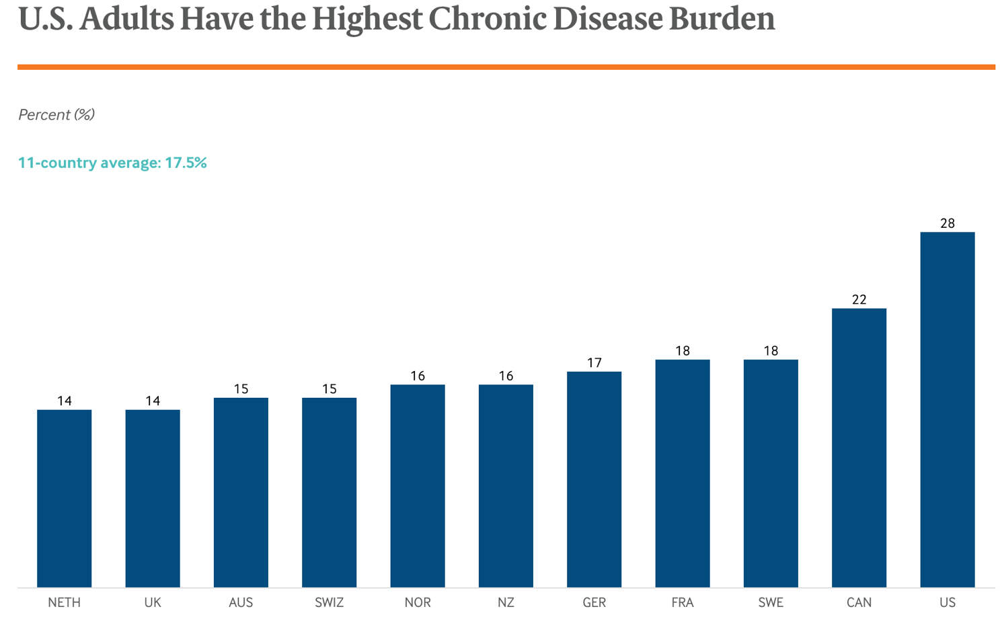 U.S. Adults Have the Highest Chronic Disease Burden
Percent (%)
11-country average: 17.5%
28
22
18 18
17
16 16
15 15
14 14
NETH UK AUS SWIZ NOR NZ GER FRA SWE CAN US